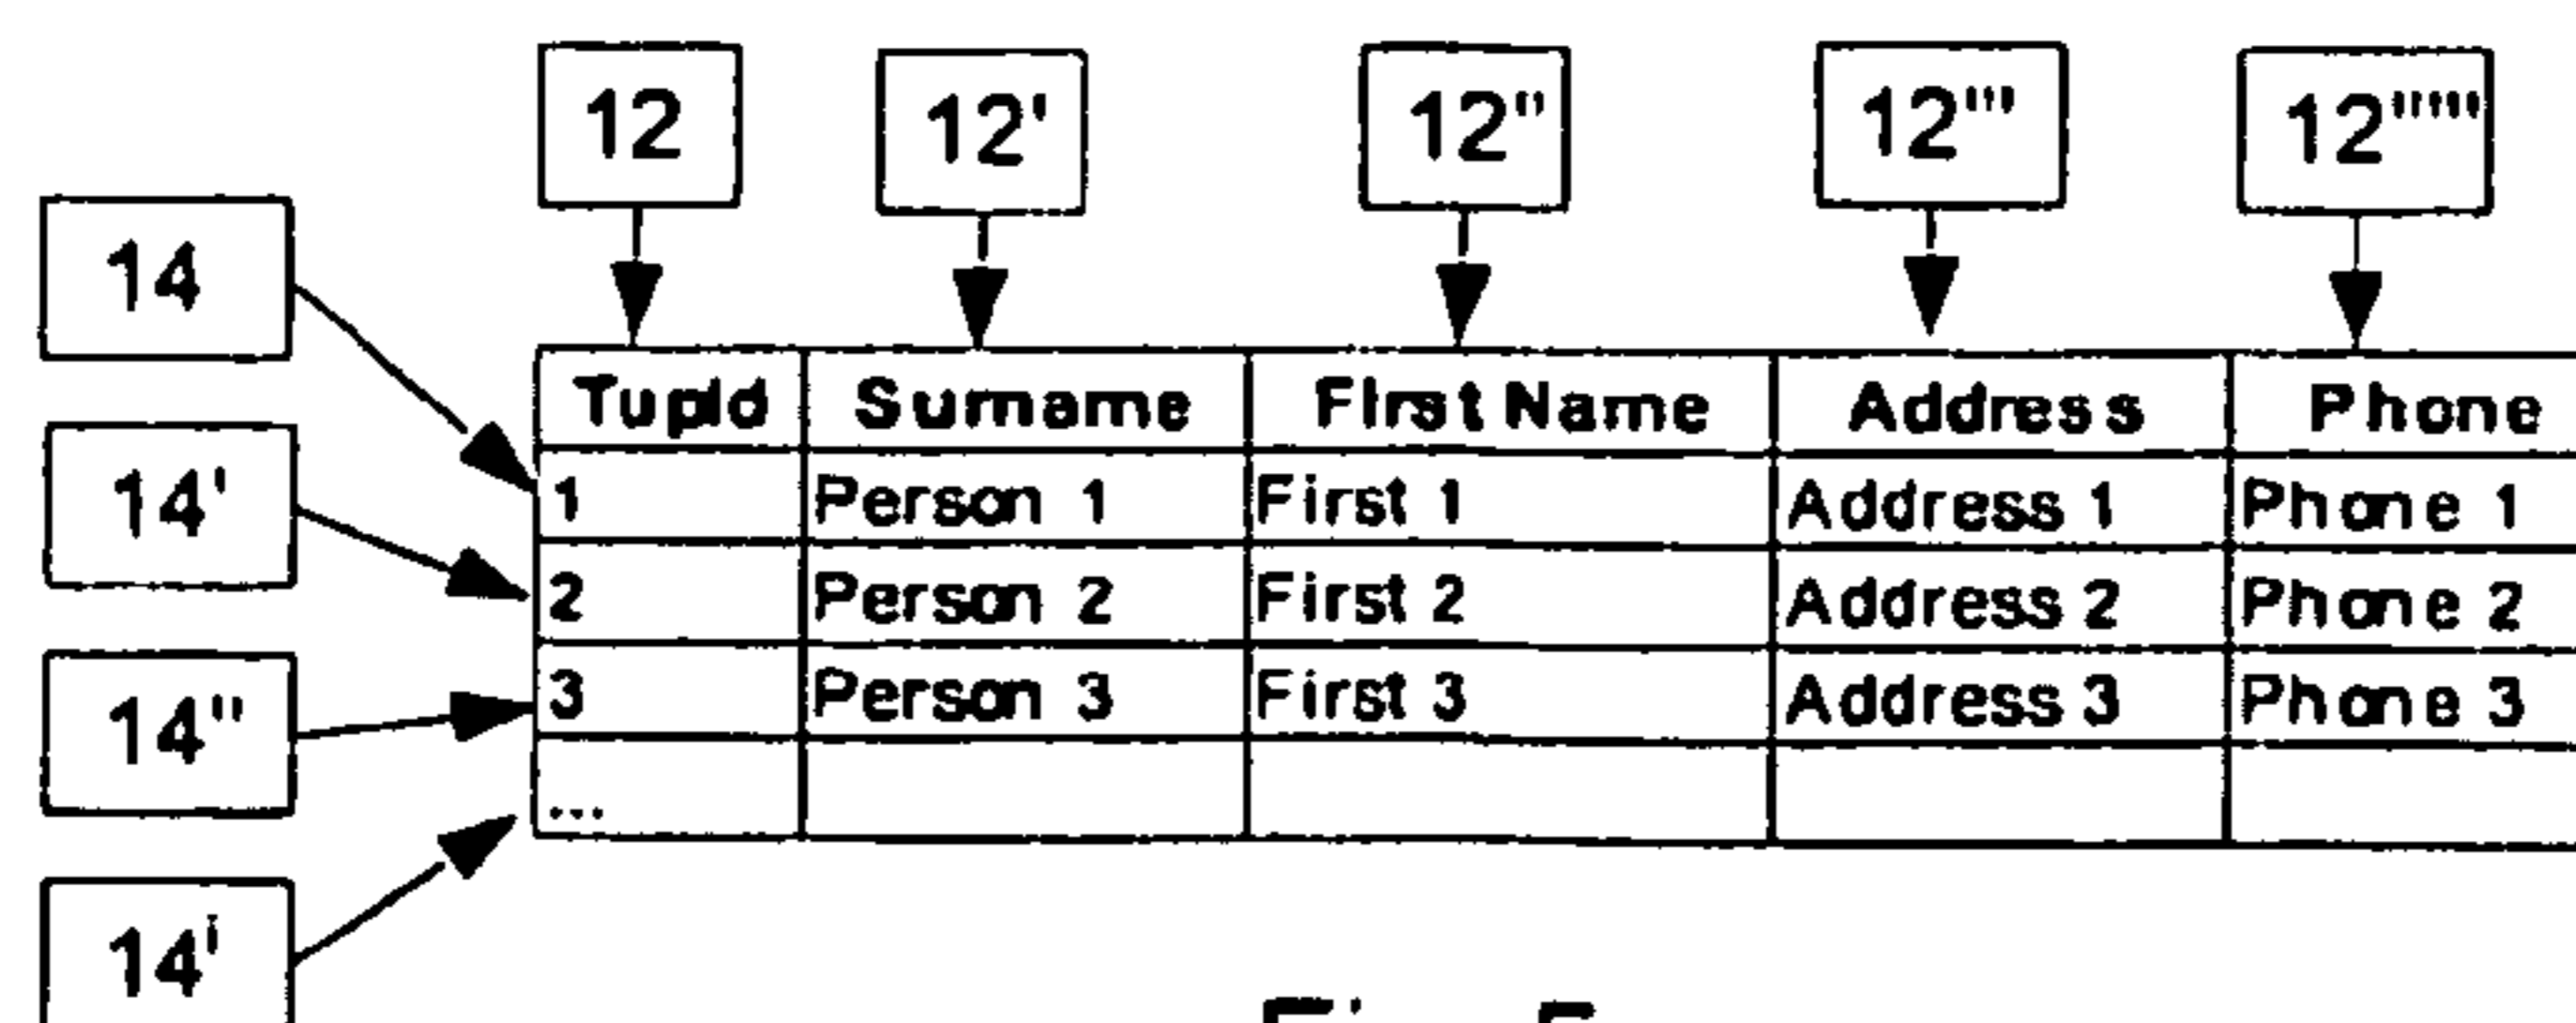 12 12' 12" 12''' 12'''''
14
TupId Surname First Name Address Phone
1 Person 1 First 1 Address 1 Phone 1
14'
2 Person 2 First 2 Address 2 Phone 2
14"
3 Person 3 First 3 Address 3 Phone 3
...
14i